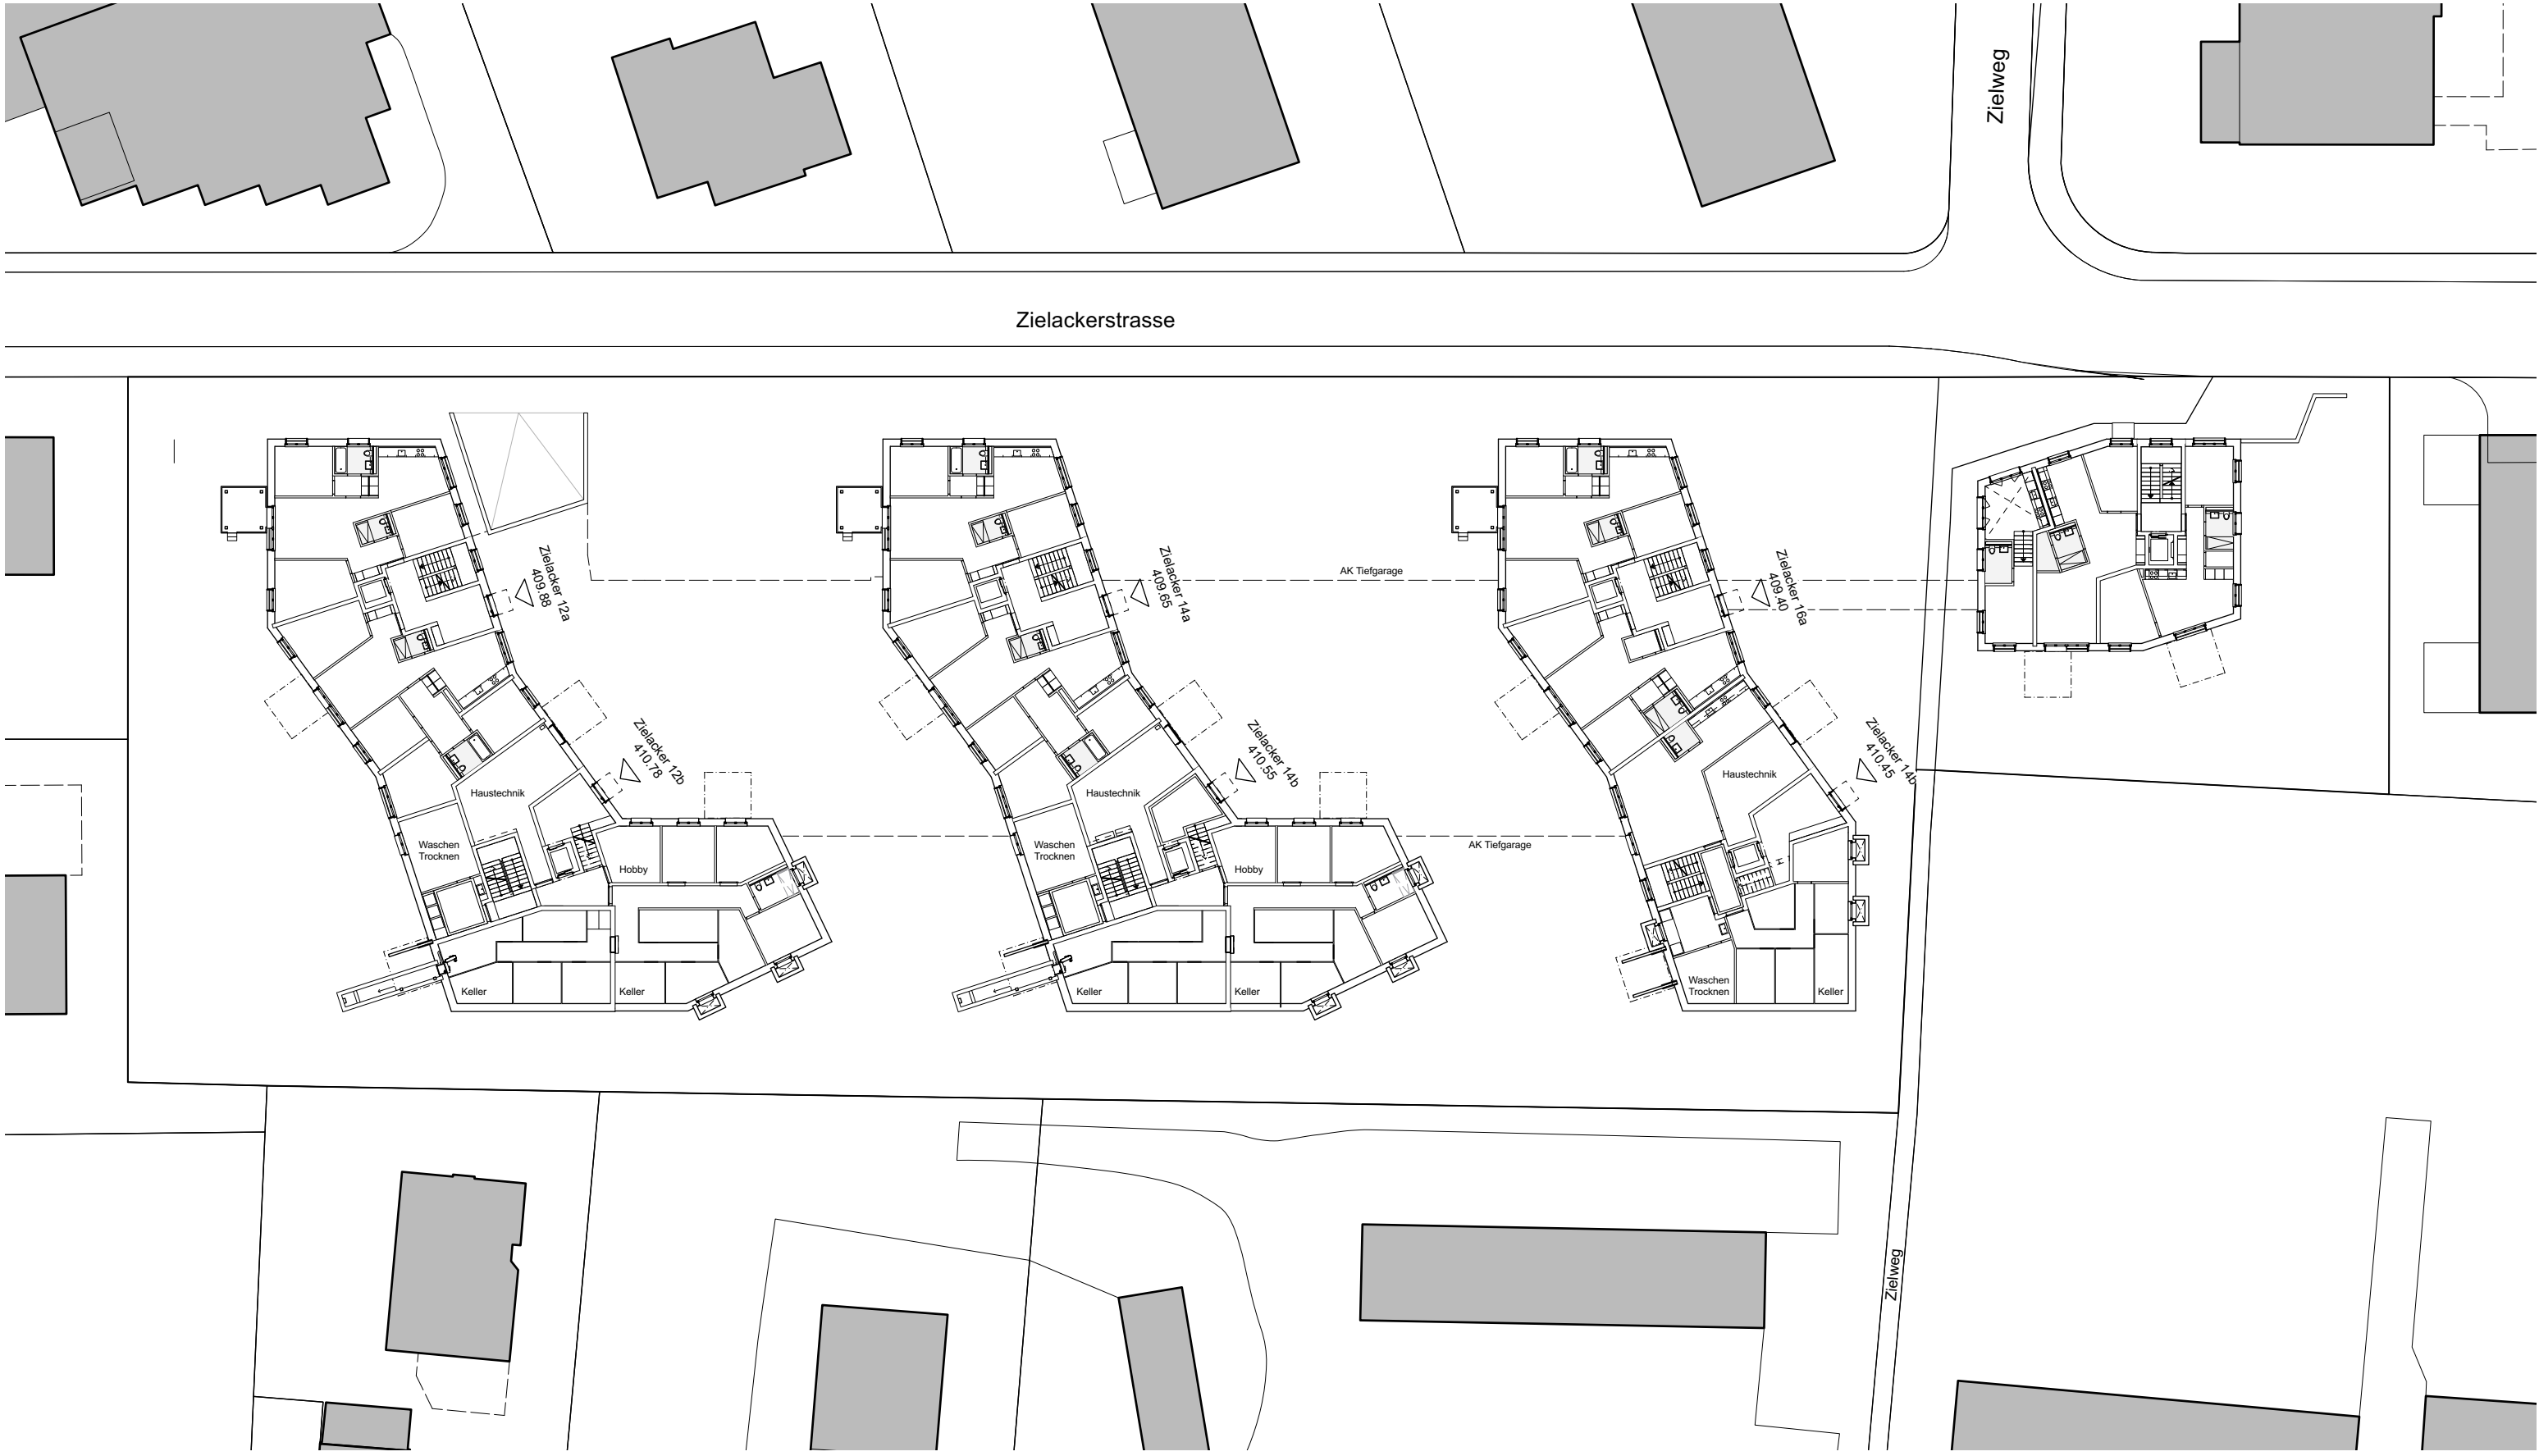 Zielweg
Zielackerstrasse
Zielacker 12a
409.88
Zielacker 14a
409.65
AK Tiefgarage
Zielacker 16a
409.40
Zielacker 12b
410.78
Zielacker 14b
410.55
Zielacker 14b
410.45
Haustechnik
Haustechnik
Haustechnik
Waschen
Trocknen
Hobby
Waschen
Trocknen
Hobby
AK Tiefgarage
Keller
Keller
Keller
Keller
Waschen
Trocknen
Keller
Zielweg